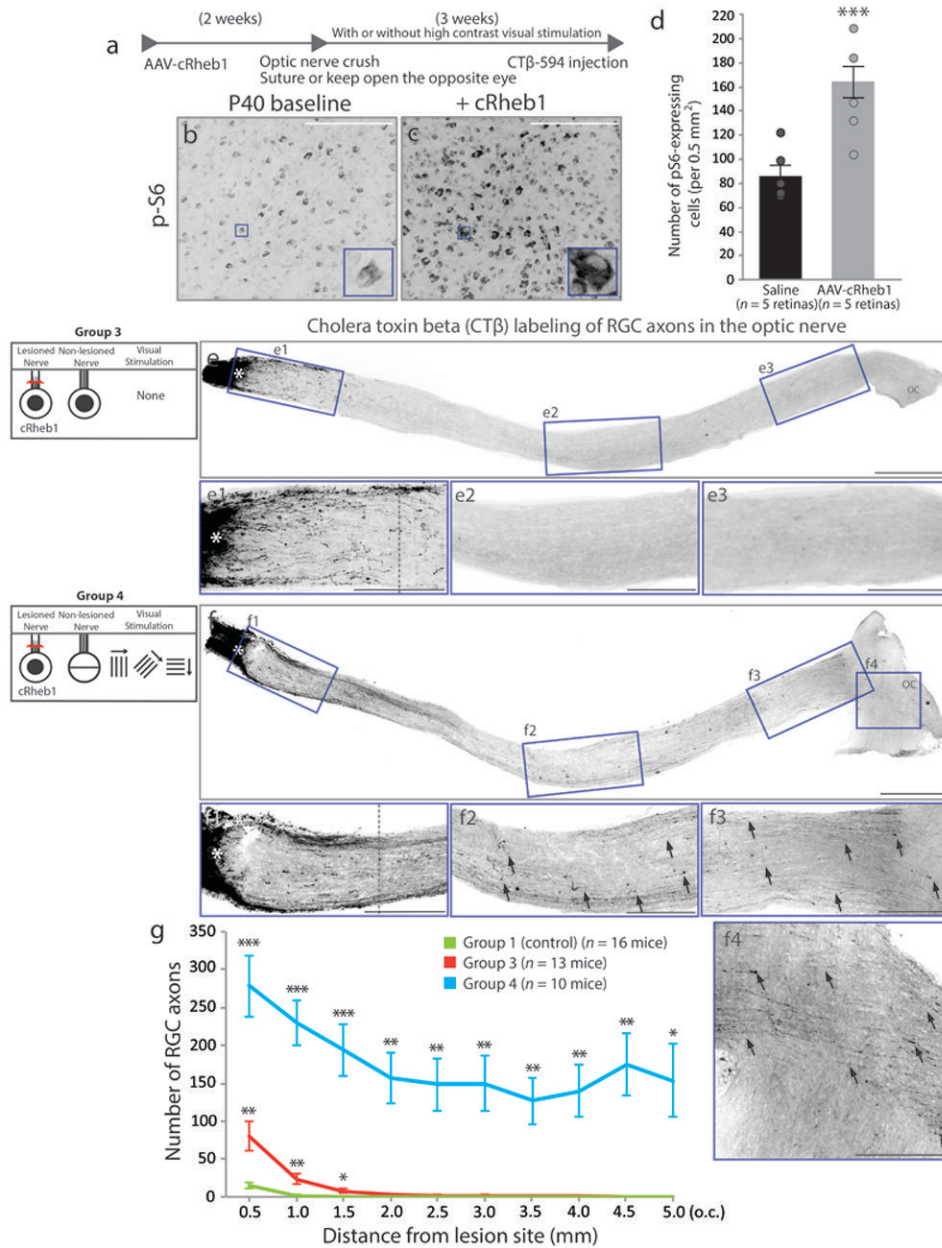 a
(2 weeks)
(3 weeks)
With or without high contrast visual stimulation
AAV-cRheb1
Optic nerve crush
Suture or keep open the opposite eye
CTβ-594 injection
P40 baseline
+ cRheb1
b
c
p-S6
d
***
Number of pS6-expressing
cells (per 0.5 mm²)
220
200
180
160
140
120
100
80
60
40
20
0
Saline
(n = 5 retinas)
AAV-cRheb1
(n = 5 retinas)
Cholera toxin beta (CTβ) labeling of RGC axons in the optic nerve
Group 3
Lesioned
Nerve
Non-lesioned
Nerve
Visual
Stimulation
None
cRheb1
e1
*
e2
e3
OC
e1
*
e2
e3
Group 4
Lesioned
Nerve
Non-lesioned
Nerve
Visual
Stimulation
cRheb1
f1
*
f2
f3
f4
OC
*
f2
f3
f4
g
Number of RGC axons
350
300
250
200
150
100
50
0
Group 1 (control) (n = 16 mice)
Group 3 (n = 13 mice)
Group 4 (n = 10 mice)
*** *** *** ** ** ** ** ** ** *
** ** *
0.5 1.0 1.5 2.0 2.5 3.0 3.5 4.0 4.5 5.0 (o.c.)
Distance from lesion site (mm)